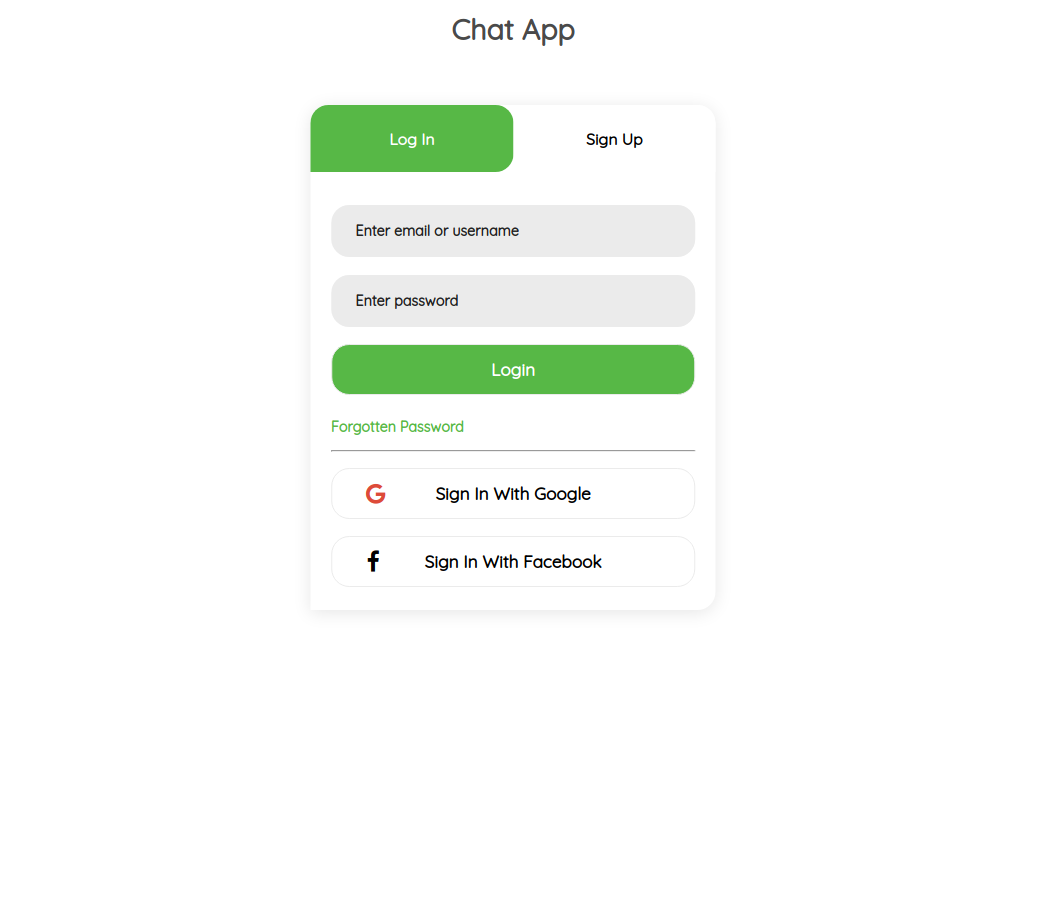 Chat App
Log In
Sign Up
Enter email or username
Enter password
Login
Forgotten Password
Sign In With Google
Sign In With Facebook